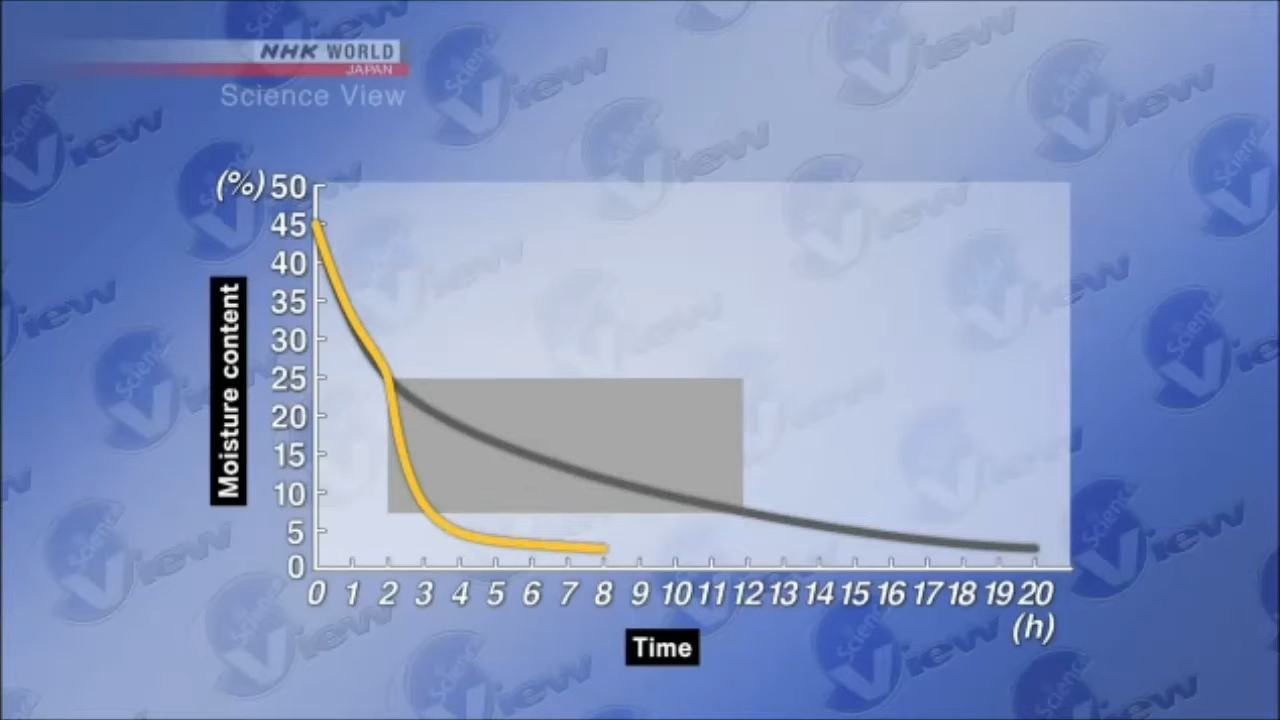 NHK WORLD
JAPAN
Science View
(%)
50
45
40
35
30
25
20
15
10
5
0
Moisture content
0 1 2 3 4 5 6 7 8 9 10 11 12 13 14 15 16 17 18 19 20
(h)
Time